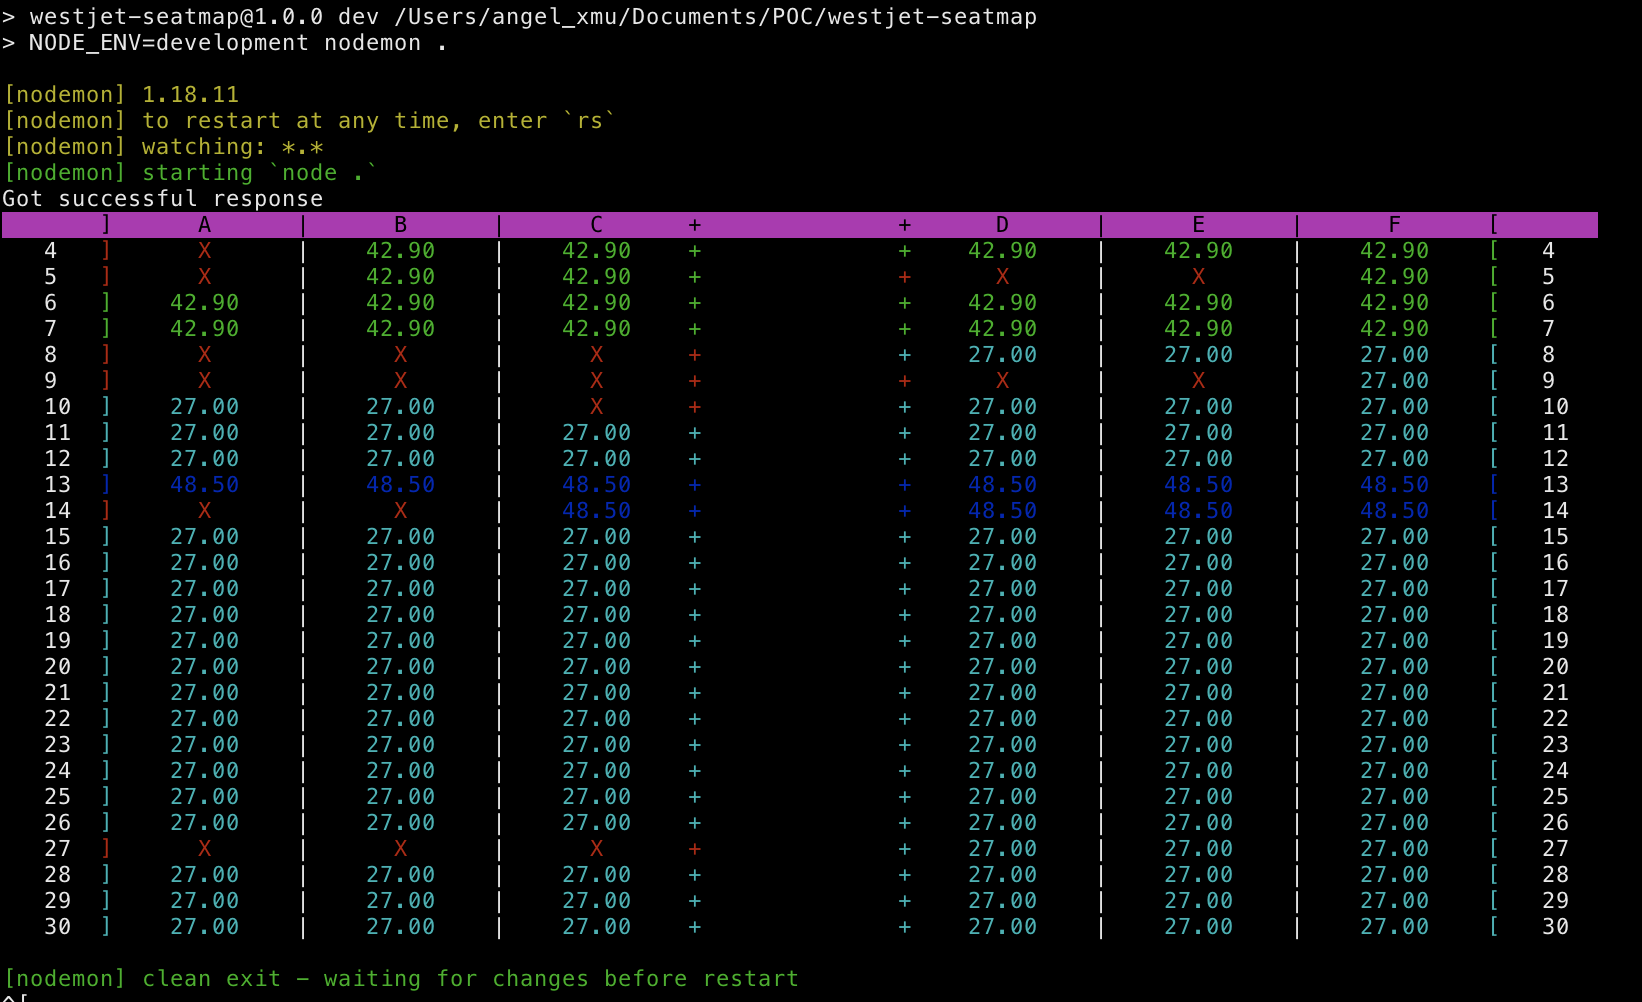 > westjet-seatmap@1.0.0 dev /Users/angel_xmu/Documents/POC/westjet-seatmap
> NODE_ENV=development nodemon .
[nodemon] 1.18.11
[nodemon] to restart at any time, enter `rs`
[nodemon] watching: *.*
[nodemon] starting `node .`
Got successful response
] A | B | C + + D | E | F [
4 ] X | 42.90 | 42.90 + + 42.90 | 42.90 | 42.90 [ 4
5 ] X | 42.90 | 42.90 + + X | X | 42.90 [ 5
6 ] 42.90 | 42.90 | 42.90 + + 42.90 | 42.90 | 42.90 [ 6
7 ] 42.90 | 42.90 | 42.90 + + 42.90 | 42.90 | 42.90 [ 7
8 ] X | X | X + + 27.00 | 27.00 | 27.00 [ 8
9 ] X | X | X + + X | X | 27.00 [ 9
10 ] 27.00 | 27.00 | X + + 27.00 | 27.00 | 27.00 [ 10
11 ] 27.00 | 27.00 | 27.00 + + 27.00 | 27.00 | 27.00 [ 11
12 ] 27.00 | 27.00 | 27.00 + + 27.00 | 27.00 | 27.00 [ 12
13 ] 48.50 | 48.50 | 48.50 + + 48.50 | 48.50 | 48.50 [ 13
14 ] X | X | 48.50 + + 48.50 | 48.50 | 48.50 [ 14
15 ] 27.00 | 27.00 | 27.00 + + 27.00 | 27.00 | 27.00 [ 15
16 ] 27.00 | 27.00 | 27.00 + + 27.00 | 27.00 | 27.00 [ 16
17 ] 27.00 | 27.00 | 27.00 + + 27.00 | 27.00 | 27.00 [ 17
18 ] 27.00 | 27.00 | 27.00 + + 27.00 | 27.00 | 27.00 [ 18
19 ] 27.00 | 27.00 | 27.00 + + 27.00 | 27.00 | 27.00 [ 19
20 ] 27.00 | 27.00 | 27.00 + + 27.00 | 27.00 | 27.00 [ 20
21 ] 27.00 | 27.00 | 27.00 + + 27.00 | 27.00 | 27.00 [ 21
22 ] 27.00 | 27.00 | 27.00 + + 27.00 | 27.00 | 27.00 [ 22
23 ] 27.00 | 27.00 | 27.00 + + 27.00 | 27.00 | 27.00 [ 23
24 ] 27.00 | 27.00 | 27.00 + + 27.00 | 27.00 | 27.00 [ 24
25 ] 27.00 | 27.00 | 27.00 + + 27.00 | 27.00 | 27.00 [ 25
26 ] 27.00 | 27.00 | 27.00 + + 27.00 | 27.00 | 27.00 [ 26
27 ] X | X | X + + 27.00 | 27.00 | 27.00 [ 27
28 ] 27.00 | 27.00 | 27.00 + + 27.00 | 27.00 | 27.00 [ 28
29 ] 27.00 | 27.00 | 27.00 + + 27.00 | 27.00 | 27.00 [ 29
30 ] 27.00 | 27.00 | 27.00 + + 27.00 | 27.00 | 27.00 [ 30
[nodemon] clean exit - waiting for changes before restart